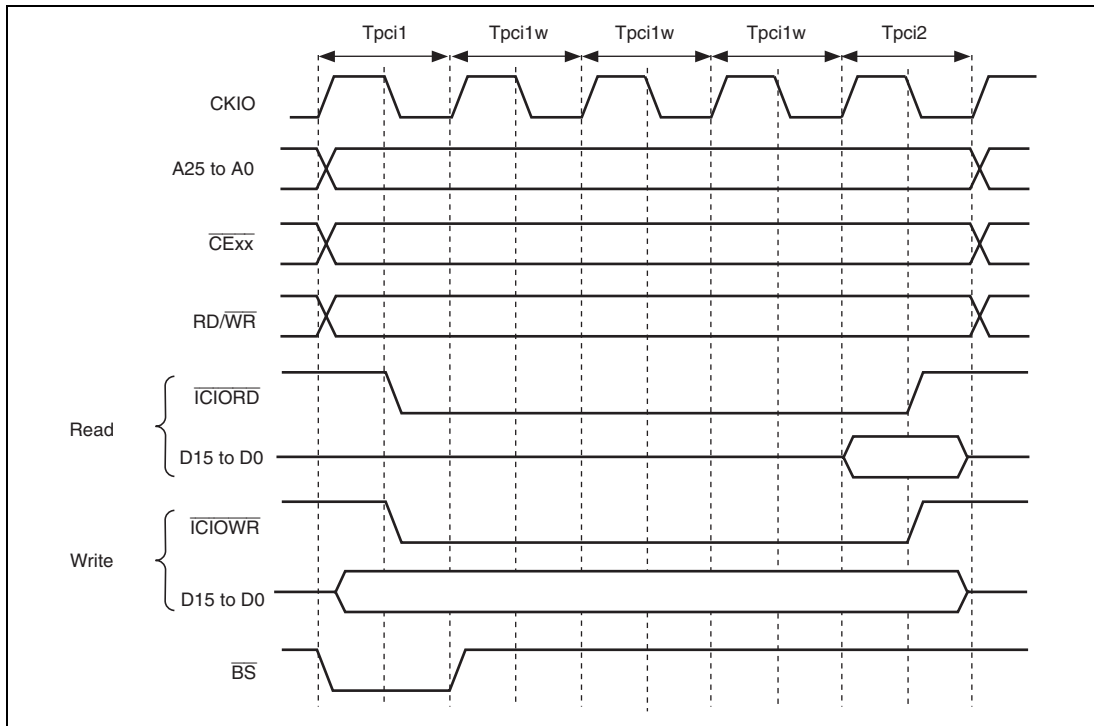 Tpci1 Tpci1w Tpci1w Tpci1w Tpci2
CKIO
A25 to A0
CExx
RD/WR
ICIORD
Read
D15 to D0
ICIOWR
Write
D15 to D0
BS